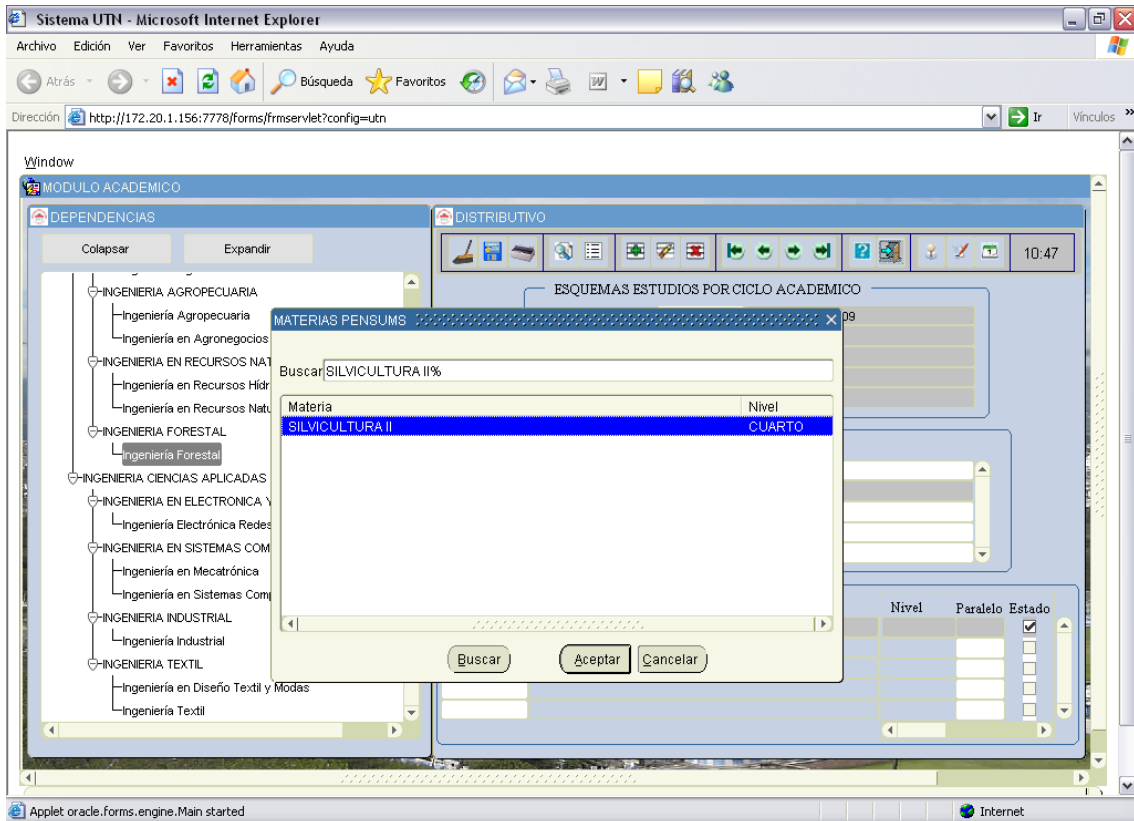 Sistema UTN - Microsoft Internet Explorer
Archivo Edición Ver Favoritos Herramientas Ayuda
Atrás Búsqueda Favoritos
Dirección http://172.20.1.156:7778/forms/frmservlet?config=utn Ir Vínculos »
Window
MODULO ACADEMICO
DEPENDENCIAS
Colapsar Expandir
INGENIERIA AGROPECUARIA
Ingeniería Agropecuaria
Ingeniería en Agronegocios
INGENIERIA EN RECURSOS NAT
Ingeniería en Recursos Hídr
Ingeniería en Recursos Natu
INGENIERIA FORESTAL
Ingeniería Forestal
INGENIERIA CIENCIAS APLICADAS
INGENIERIA EN ELECTRONICA Y
Ingeniería Electrónica Redes
INGENIERIA EN SISTEMAS COM
Ingeniería en Mecatrónica
Ingeniería en Sistemas Comp
INGENIERIA INDUSTRIAL
Ingeniería Industrial
INGENIERIA TEXTIL
Ingeniería en Diseño Textil y Modas
Ingeniería Textil
DISTRIBUTIVO
10:47
ESQUEMAS ESTUDIOS POR CICLO ACADEMICO
09
MATERIAS PENSUMS
Buscar SILVICULTURA II%
Materia Nivel
SILVICULTURA II CUARTO
Buscar Aceptar Cancelar
Nivel Paralelo Estado
Applet oracle.forms.engine.Main started Internet